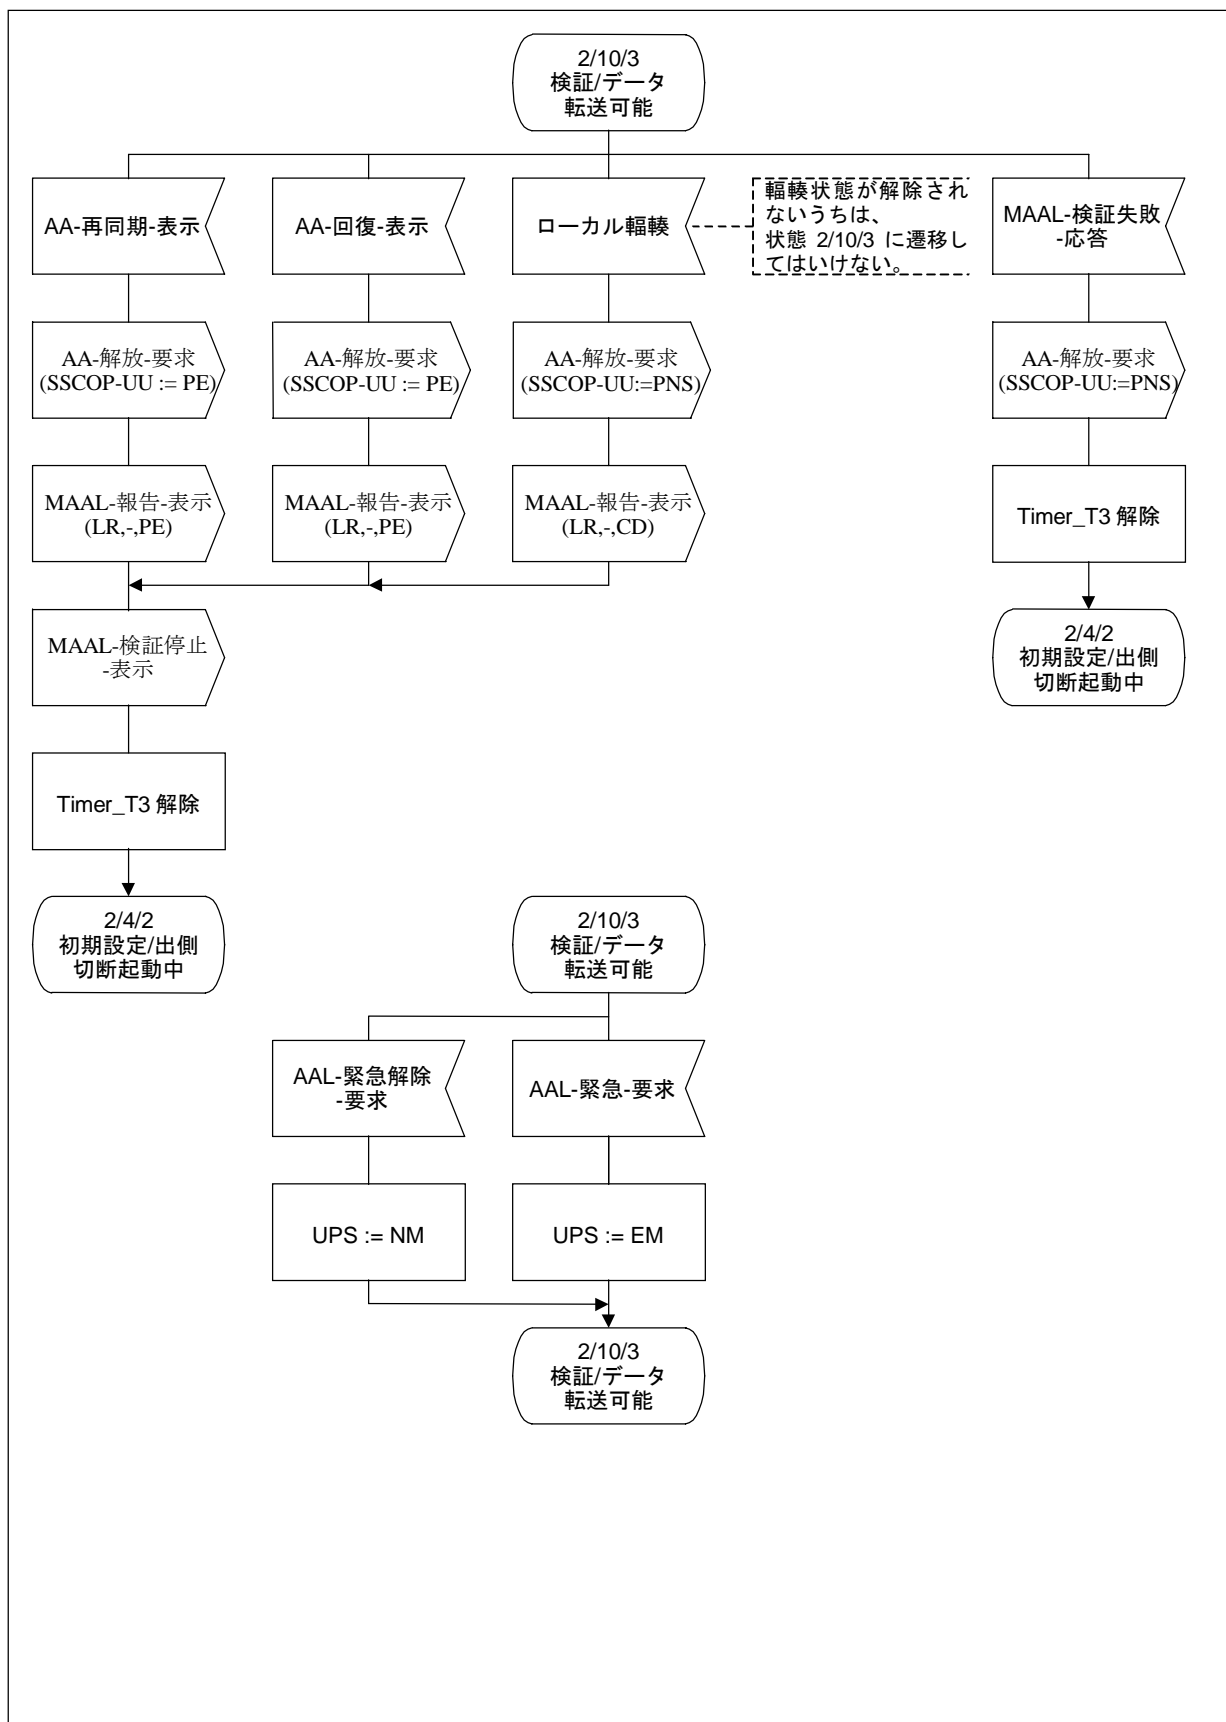 2/10/3
検証/データ
転送可能
AA-再同期-表示
AA-回復-表示
ローカル輻輳
輻輳状態が解除され
ないうちは、
状態 2/10/3 に遷移し
てはいけない。
MAAL-検証失敗
-応答
AA-解放-要求
(SSCOP-UU := PE)
AA-解放-要求
(SSCOP-UU := PE)
AA-解放-要求
(SSCOP-UU:=PNS)
AA-解放-要求
(SSCOP-UU:=PNS)
MAAL-報告-表示
(LR,-,PE)
MAAL-報告-表示
(LR,-,PE)
MAAL-報告-表示
(LR,-,CD)
Timer_T3 解除
MAAL-検証停止
-表示
2/4/2
初期設定/出側
切断起動中
Timer_T3 解除
2/4/2
初期設定/出側
切断起動中
2/10/3
検証/データ
転送可能
AAL-緊急解除
-要求
AAL-緊急-要求
UPS := NM
UPS := EM
2/10/3
検証/データ
転送可能